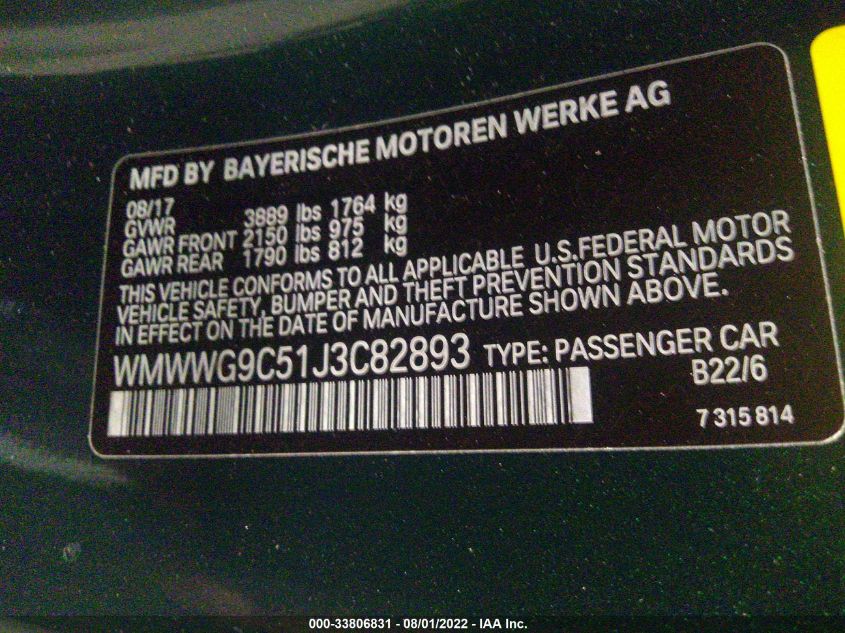 MFD BY BAYERISCHE MOTOREN WERKE AG
08/17
GVWR 3889 lbs 1764 kg
GAWR FRONT 2150 lbs 975 kg
GAWR REAR 1790 lbs 812 kg
THIS VEHICLE CONFORMS TO ALL APPLICABLE U.S.FEDERAL MOTOR
VEHICLE SAFETY, BUMPER AND THEFT PREVENTION STANDARDS
IN EFFECT ON THE DATE OF MANUFACTURE SHOWN ABOVE.
WMWWG9C51J3C82893 TYPE: PASSENGER CAR
B22/6
7 315 814
000-33806831 - 08/01/2022 - IAA Inc.